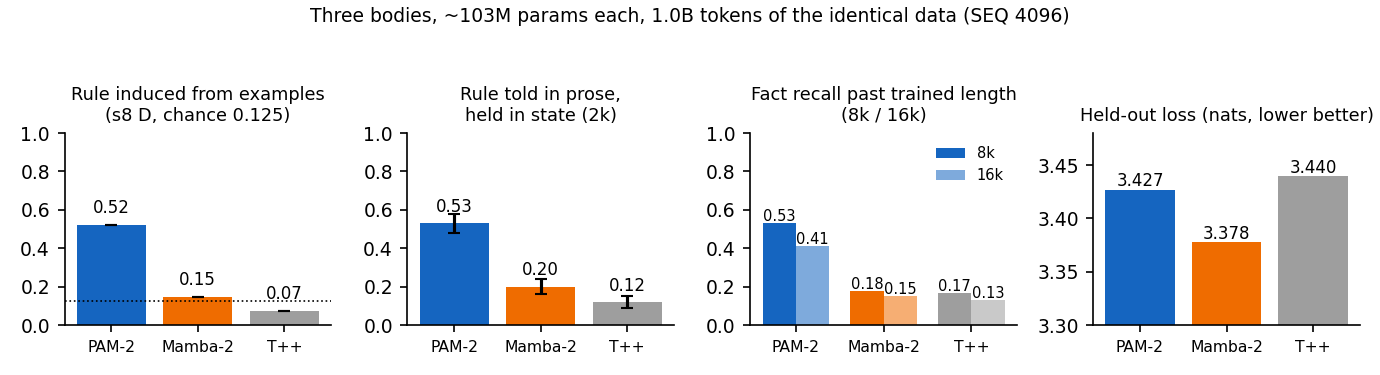 Three bodies, ~103M params each, 1.0B tokens of the identical data (SEQ 4096)
Rule induced from examples
(s8 D, chance 0.125)
1.0
0.8
0.6
0.4
0.2
0.0
0.52
0.15
0.07
PAM-2 Mamba-2 T++
Rule told in prose,
held in state (2k)
1.0
0.8
0.6
0.4
0.2
0.0
0.53
0.20
0.12
PAM-2 Mamba-2 T++
Fact recall past trained length
(8k / 16k)
8k
16k
1.0
0.8
0.6
0.4
0.2
0.0
0.53
0.41
0.18
0.15
0.17
0.13
PAM-2 Mamba-2 T++
Held-out loss (nats, lower better)
3.45
3.40
3.35
3.30
3.427
3.378
3.440
PAM-2 Mamba-2 T++